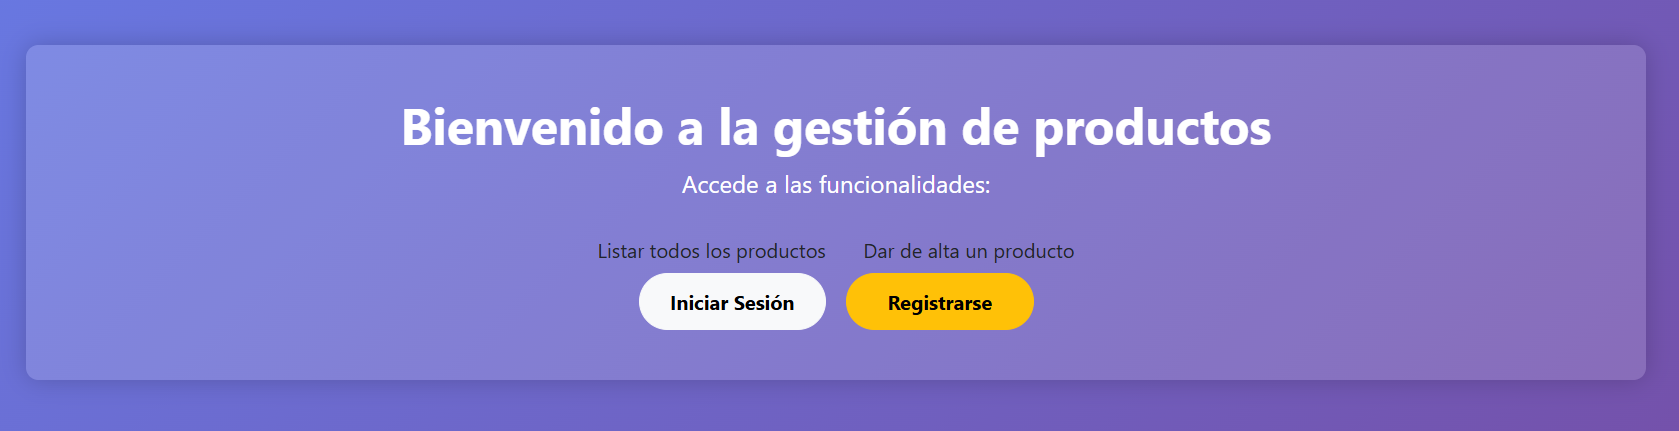 Bienvenido a la gestión de productos
Accede a las funcionalidades:
Listar todos los productos Dar de alta un producto
Iniciar Sesión Registrarse